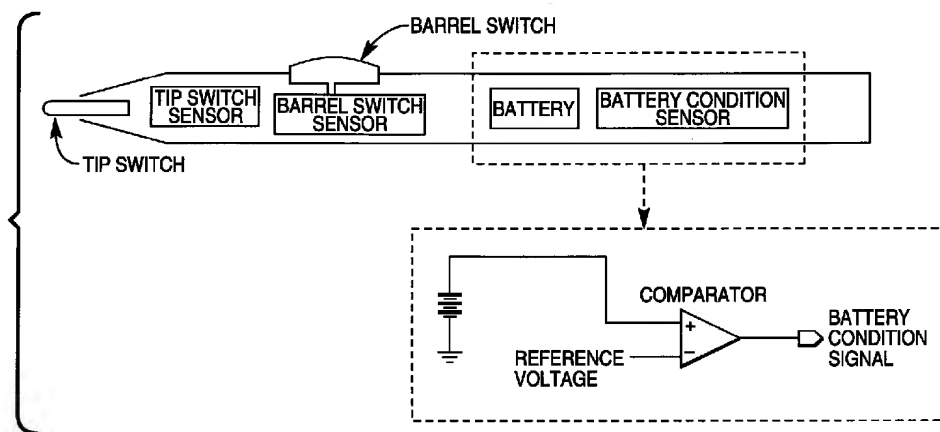 BARREL SWITCH
TIP SWITCH
SENSOR
BARREL SWITCH
SENSOR
BATTERY
BATTERY CONDITION
SENSOR
TIP SWITCH
COMPARATOR
+
−
REFERENCE
VOLTAGE
BATTERY
CONDITION
SIGNAL